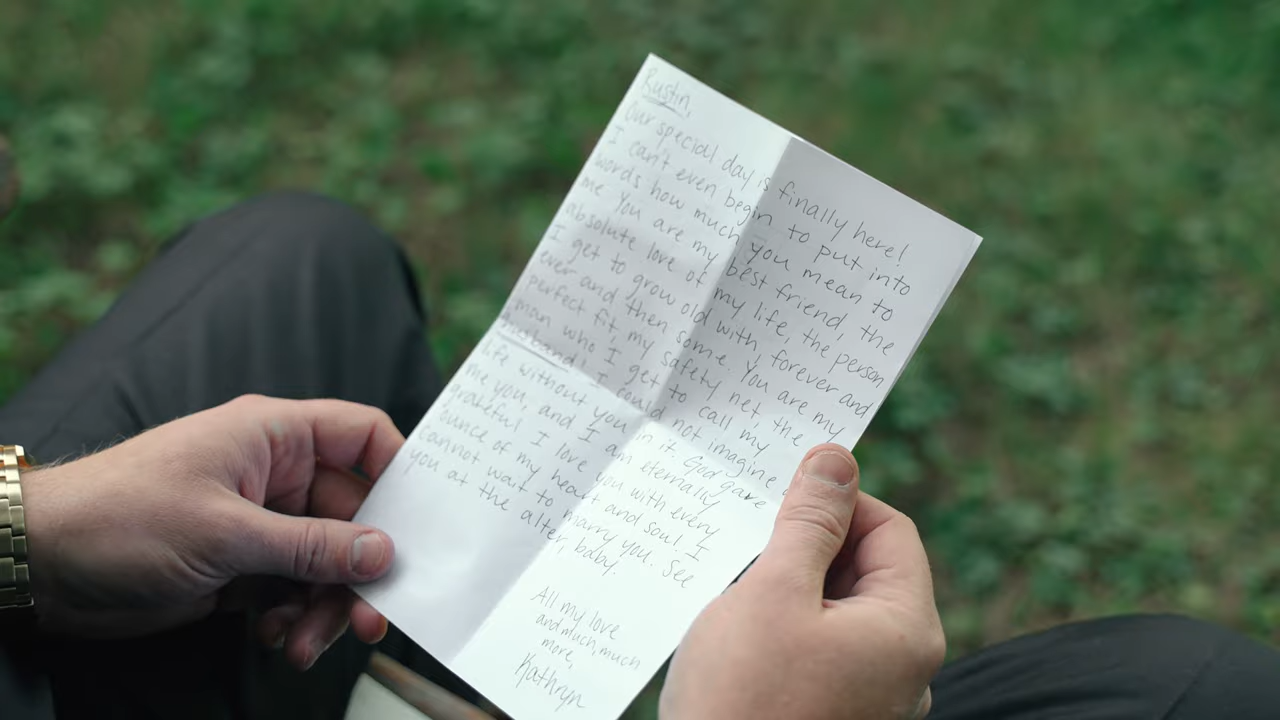 Rustin,
Our special day is finally here!
I can't even begin to put into
words how much you mean to
me. You are my best friend, the
absolute love of my life, the person
I get to grow old with, forever and
ever and then some. You are my
perfect fit, my safety net, the
man who I get to call my
husband! I could not imagine
life without you in it. God gave
me you, and I am eternally
grateful. I love you with every
ounce of my heart and soul. I
cannot wait to marry you. See
you at the alter, baby.
All my love
and much, much
more,
Kathryn